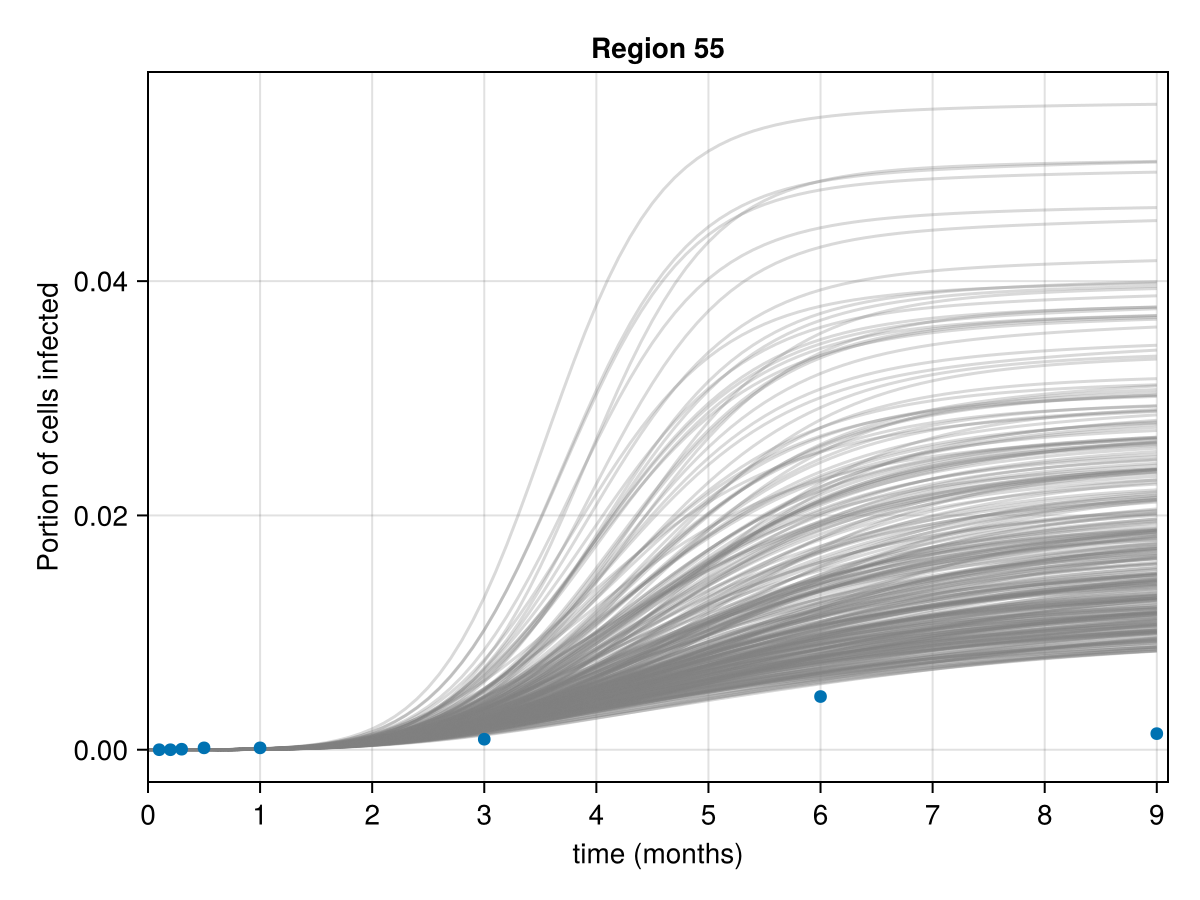 Region 55
Portion of cells infected
0.04
0.02
0.00
0 1 2 3 4 5 6 7 8 9
time (months)